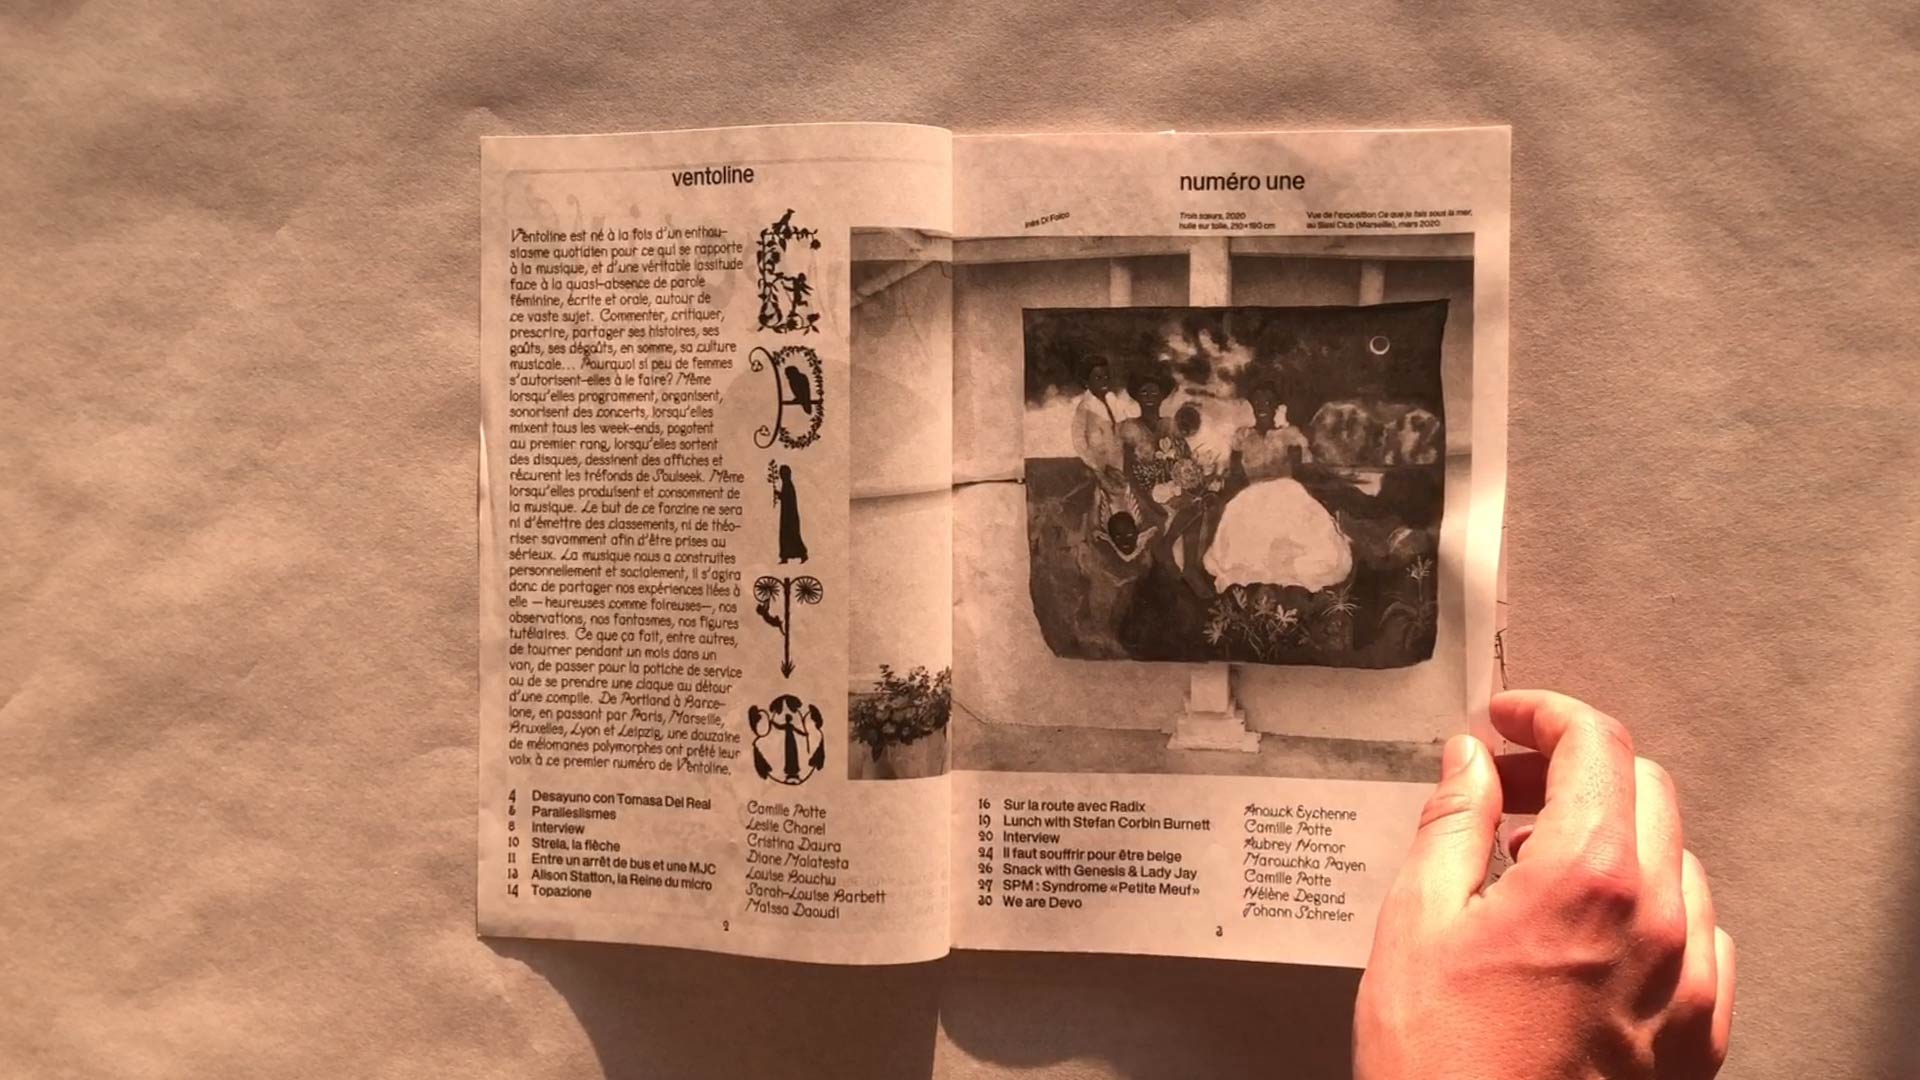 ventoline
Ventoline est né à la fois d'un enthou-
siasme quotidien pour ce qui se rapporte
à la musique, et d'une véritable lassitude
face à la quasi-absence de parole
féminine, écrite et orale, autour de
ce vaste sujet. Commenter, critiquer,
prescrire, partager ses histoires, ses
goûts, ses dégoûts, en somme, sa culture
musicale... Pourquoi si peu de femmes
s'autorisent-elles à le faire? Même
lorsqu'elles programment, organisent,
sonorisent des concerts, lorsqu'elles
mixent tous les week-ends, pogotent
au premier rang, lorsqu'elles sortent
des disques, dessinent des affiches et
récurent les tréfonds de Soulseek. Même
lorsqu'elles produisent et consomment de
la musique. Le but de ce fanzine ne sera
ni d'émettre des classements, ni de théo-
riser savamment afin d'être prises au
sérieux. La musique nous a construites
personnellement et socialement, il s'agira
donc de partager nos expériences liées à
elle — heureuses comme foireuses—, nos
observations, nos fantasmes, nos figures
tutélaires. Ce que ça fait, entre autres,
de tourner pendant un mois dans un
van, de passer pour la potiche de service
ou de se prendre une claque au détour
d'une compile. De Portland à Barce-
lone, en passant par Paris, Marseille,
Bruxelles, Lyon et Leipzig, une douzaine
de mélomanes polymorphes ont prêté leur
voix à ce premier numéro de Ventoline.
4 Desayuno con Tomasa Del Real Camille Potte
6 Paralleslismes Leslie Chanel
8 Interview Cristina Daura
10 Strela, la flèche Diane Malatesta
11 Entre un arrêt de bus et une MJC Louise Bouchu
13 Alison Statton, la Reine du micro Sarah-Louise Barbett
14 Topazione Maïssa Daoudi
2
numéro une
Inès Di Folco
Trois sœurs, 2020
huile sur toile, 210×190 cm
Vue de l'exposition Ce que je fais sous la mer,
au Sissi Club (Marseille), mars 2020
16 Sur la route avec Radix Anouck Eychenne
19 Lunch with Stefan Corbin Burnett Camille Potte
20 Interview Aubrey Hornor
24 Il faut souffrir pour être belge Marouchka Payen
26 Snack with Genesis & Lady Jay Camille Potte
27 SPM : Syndrome «Petite Meuf» Hélène Degand
30 We are Devo Johann Schreier
3